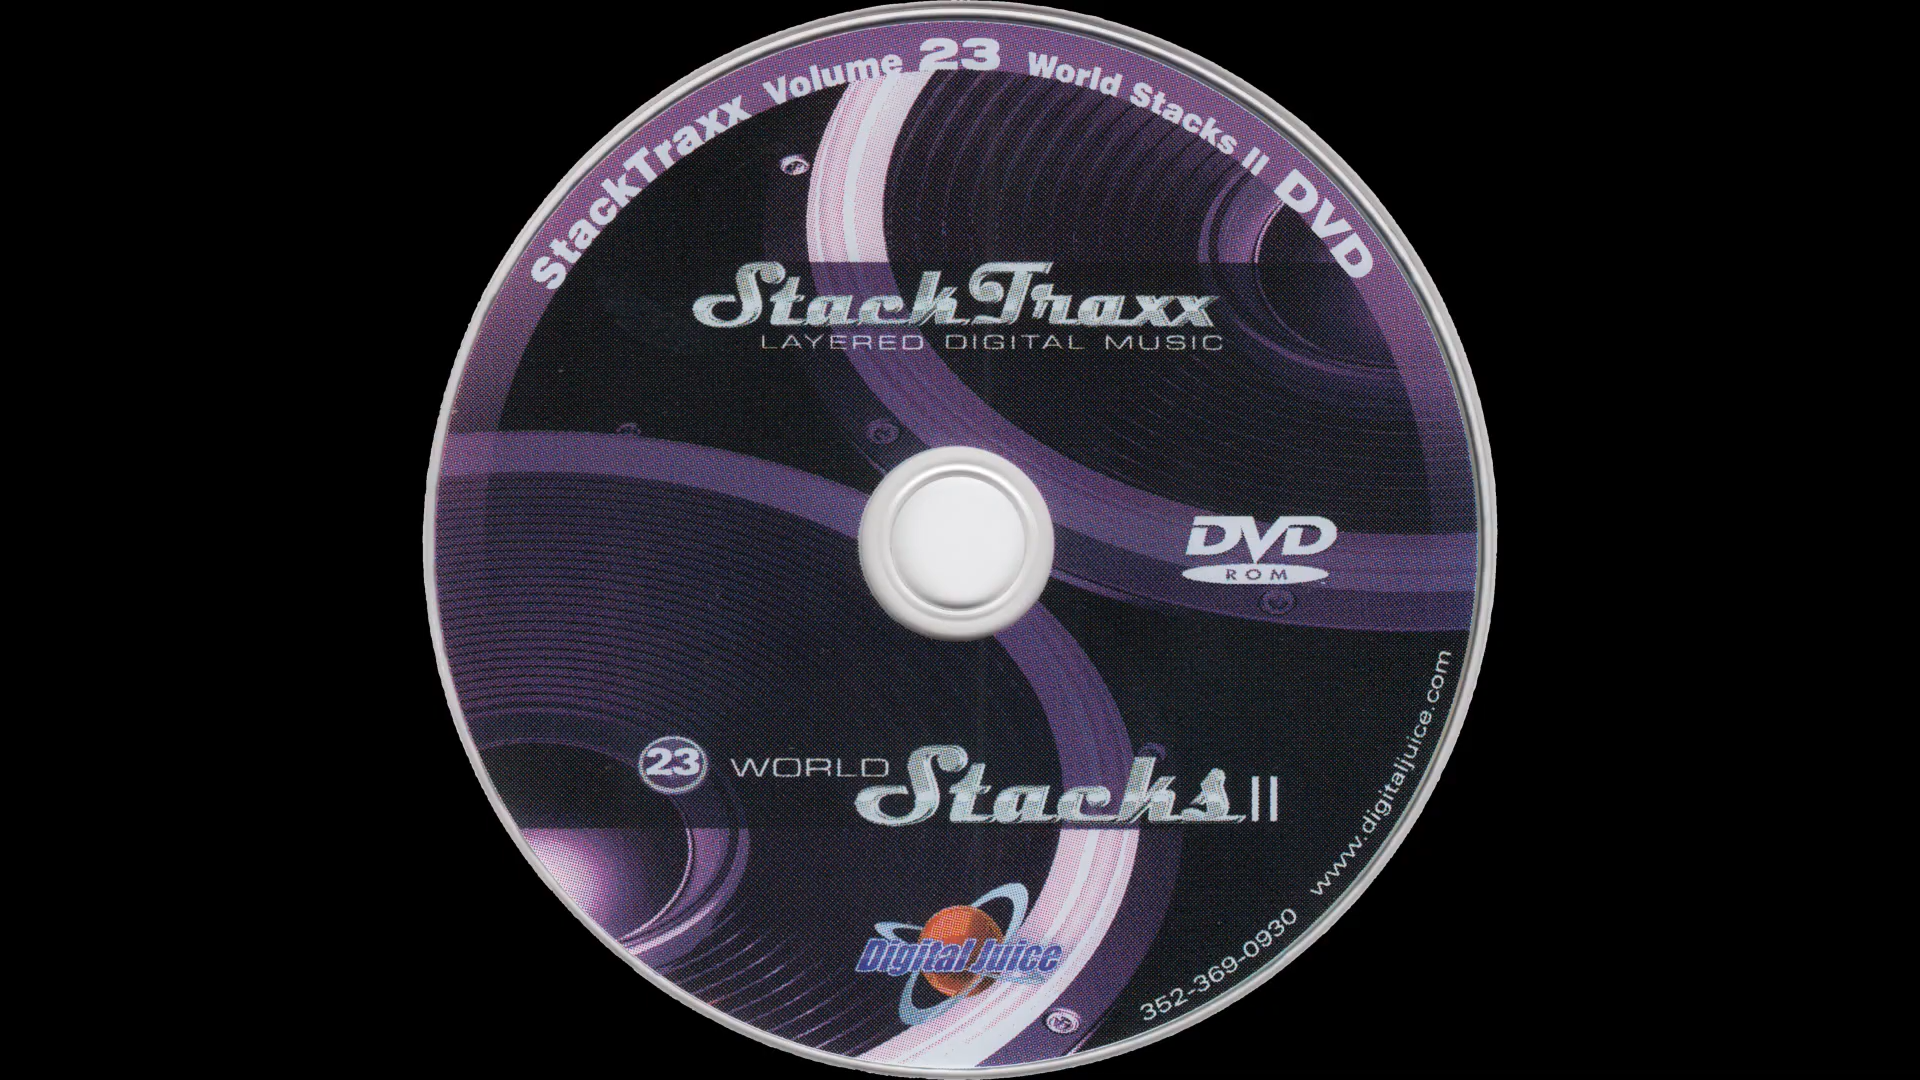 StackTraxx Volume 23 World Stacks II DVD
StackTraxx
LAYERED DIGITAL MUSIC
DVD
ROM
23 WORLD Stacks II
Digital Juice
www.digitaljuice.com
352-369-0930